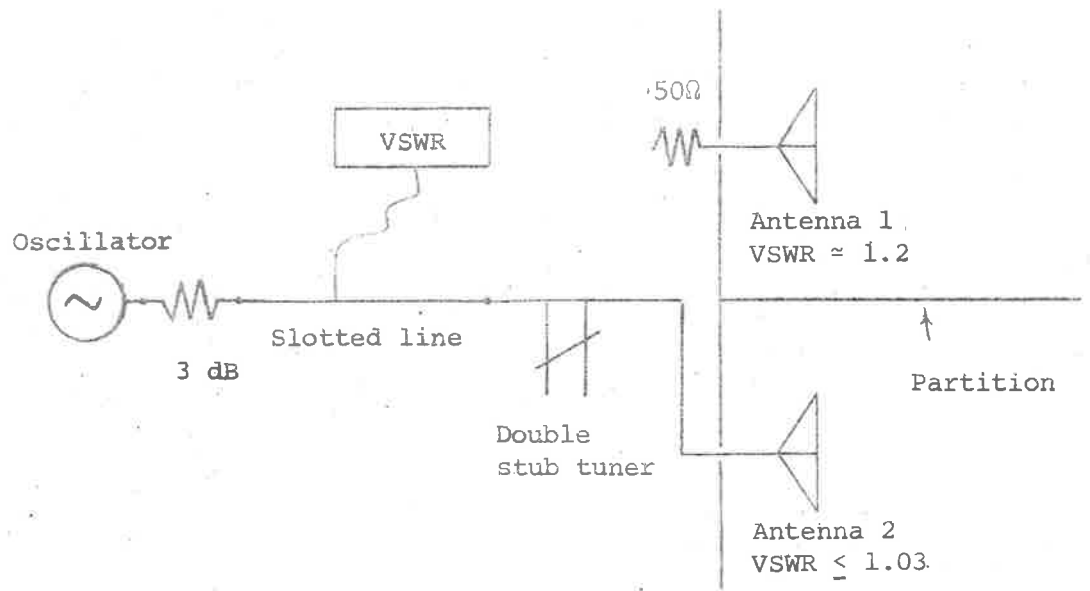 50Ω
VSWR
Antenna 1
VSWR ≃ 1.2
Oscillator
Slotted line
3 dB
Partition
Double
stub tuner
Antenna 2
VSWR ≤ 1.03